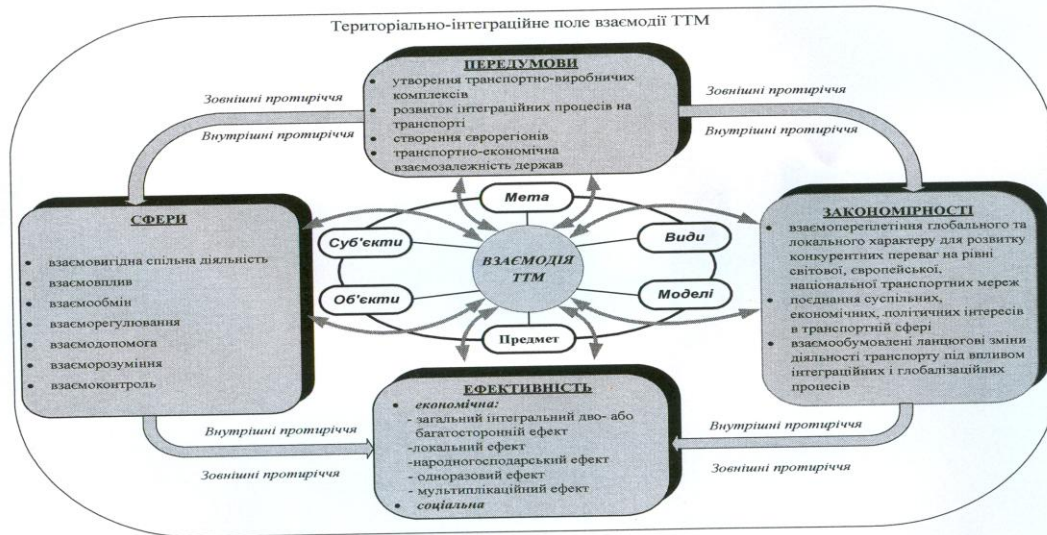 Територіально-інтеграційне поле взаємодії ТТМ
ПЕРЕДУМОВИ
• утворення транспортно-виробничих
комплексів
• розвиток інтеграційних процесів на
транспорті
• створення єврорегіонів
• транспортно-економічна
взаємозалежність держав
Зовнішні протиріччя
Внутрішні протиріччя
Зовнішні протиріччя
Внутрішні протиріччя
СФЕРИ
• взаємовигідна спільна діяльність
• взаємовплив
• взаємообмін
• взаєморегулювання
• взаємодопомога
• взаєморозуміння
• взаємоконтроль
Мета
Суб'єкти
Види
ВЗАЄМОДІЯ
ТТМ
Об'єкти
Моделі
Предмет
ЗАКОНОМІРНОСТІ
• взаємопереплетіння глобального та
локального характеру для розвитку
конкурентних переваг на рівні
світової, європейської,
національної транспортних мереж
• поєднання суспільних,
економічних, політичних інтересів
в транспортній сфері
• взаємообумовлені ланцюгові зміни
діяльності транспорту під впливом
інтеграційних і глобалізаційних
процесів
ЕФЕКТИВНІСТЬ
• економічна:
- загальний інтегральний дво- або
багатосторонній ефект
-локальний ефект
-народногосподарський ефект
- одноразовий ефект
- мультиплікаційний ефект
• соціальна
Внутрішні протиріччя
Зовнішні протиріччя
Внутрішні протиріччя
Зовнішні протиріччя